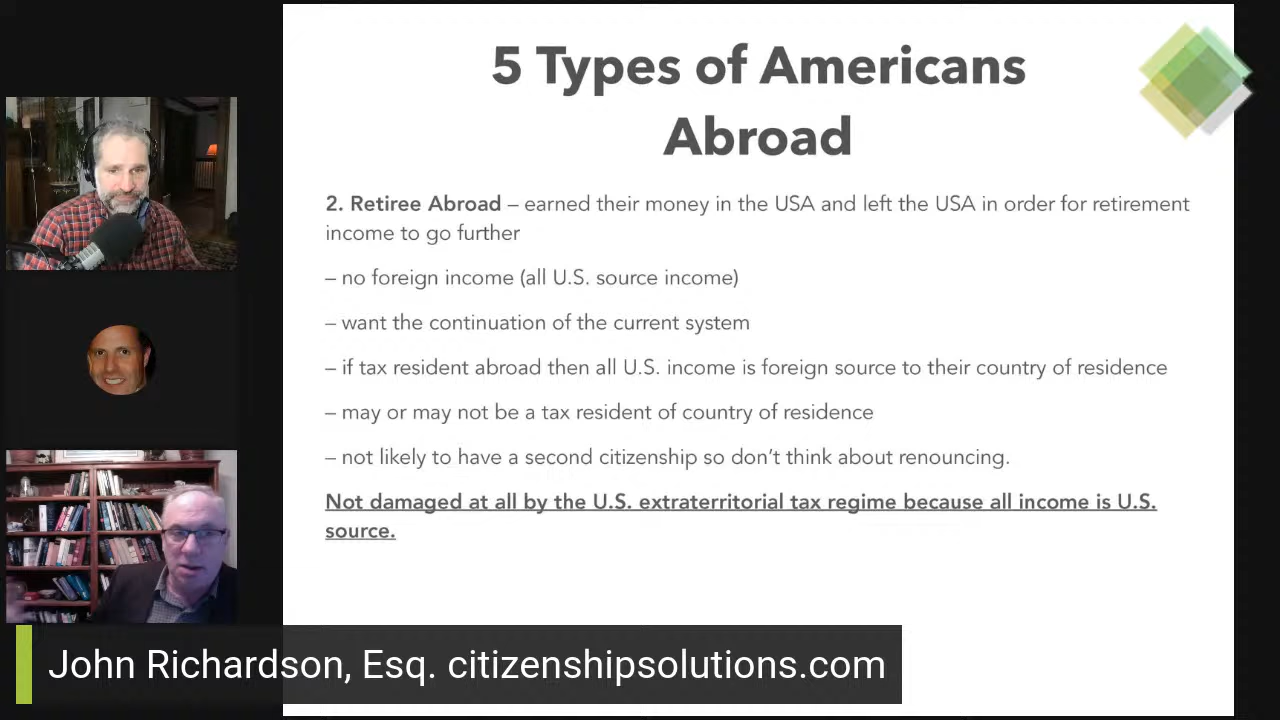 5 Types of Americans
Abroad
2. Retiree Abroad – earned their money in the USA and left the USA in order for retirement
income to go further
– no foreign income (all U.S. source income)
– want the continuation of the current system
– if tax resident abroad then all U.S. income is foreign source to their country of residence
– may or may not be a tax resident of country of residence
– not likely to have a second citizenship so don’t think about renouncing.
Not damaged at all by the U.S. extraterritorial tax regime because all income is U.S.
source.
John Richardson, Esq. citizenshipsolutions.com